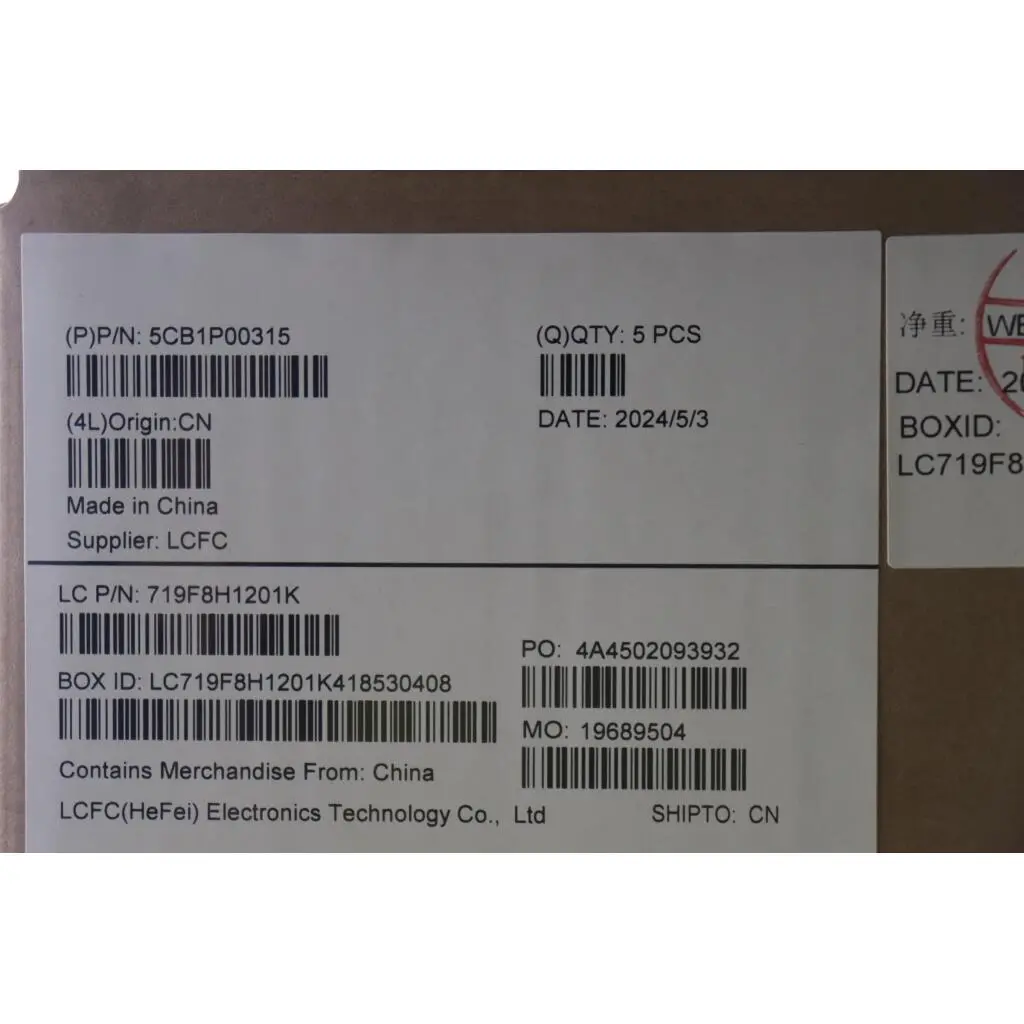 (P)P/N: 5CB1P00315
(Q)QTY: 5 PCS
(4L)Origin:CN
DATE: 2024/5/3
Made in China
Supplier: LCFC
LC P/N: 719F8H1201K
PO: 4A4502093932
BOX ID: LC719F8H1201K418530408
MO: 19689504
Contains Merchandise From: China
LCFC(HeFei) Electronics Technology Co., Ltd
SHIPTO: CN
净重:
DATE:
BOXID:
LC719F8